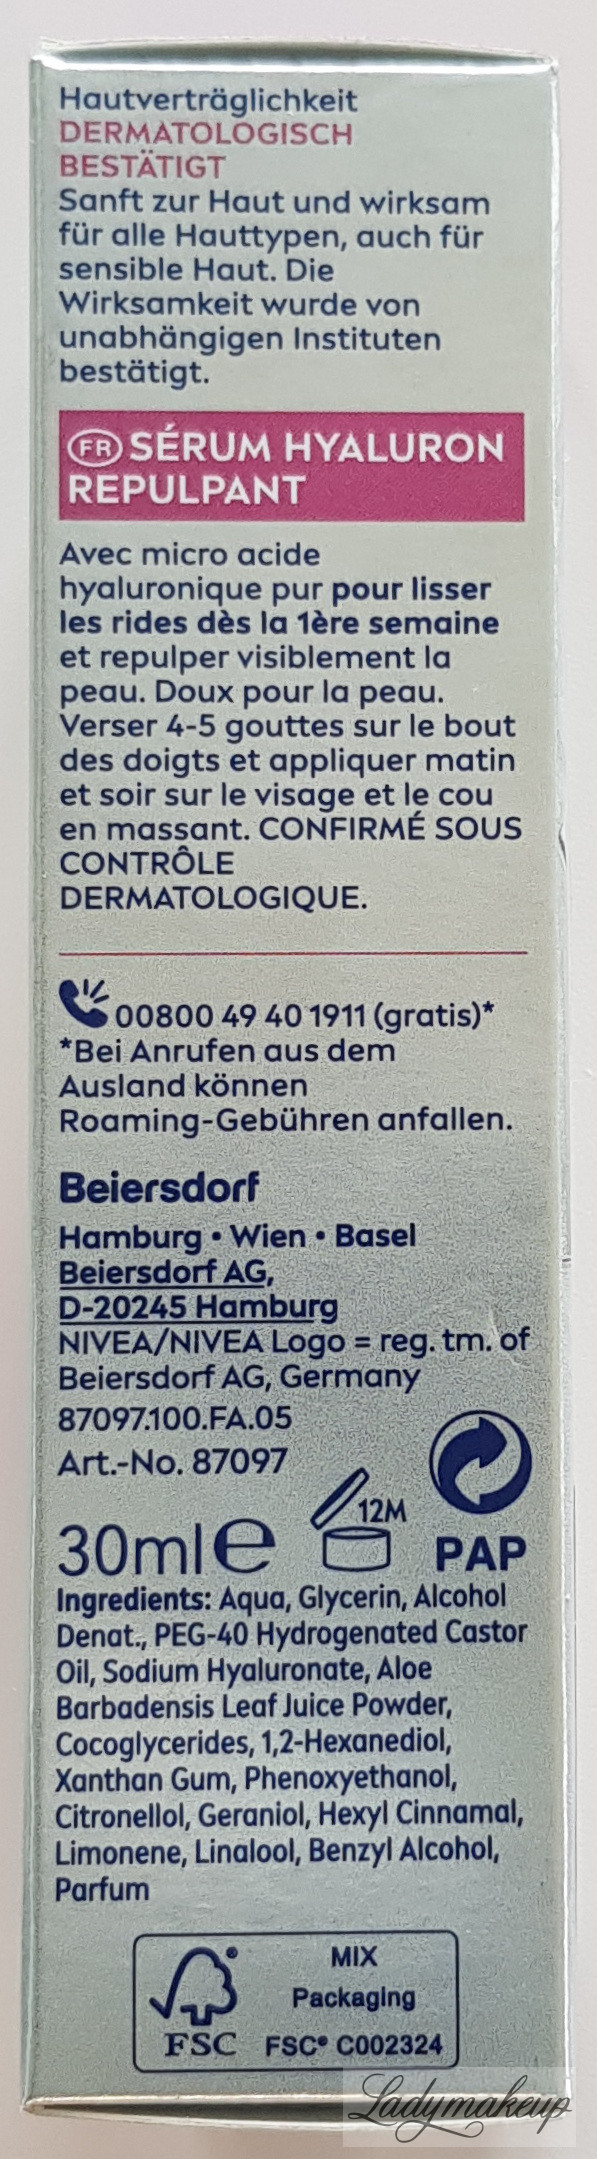 Hautverträglichkeit
DERMATOLOGISCH
BESTÄTIGT
Sanft zur Haut und wirksam
für alle Hauttypen, auch für
sensible Haut. Die
Wirksamkeit wurde von
unabhängigen Instituten
bestätigt.
FR SÉRUM HYALURON
REPULPANT
Avec micro acide
hyaluronique pur pour lisser
les rides dès la 1ère semaine
et repulper visiblement la
peau. Doux pour la peau.
Verser 4-5 gouttes sur le bout
des doigts et appliquer matin
et soir sur le visage et le cou
en massant. CONFIRMÉ SOUS
CONTRÔLE
DERMATOLOGIQUE.
00800 49 40 1911 (gratis)*
*Bei Anrufen aus dem
Ausland können
Roaming-Gebühren anfallen.
Beiersdorf
Hamburg • Wien • Basel
Beiersdorf AG,
D-20245 Hamburg
NIVEA/NIVEA Logo = reg. tm. of
Beiersdorf AG, Germany
87097.100.FA.05
Art.-No. 87097
30ml e
12M
PAP
Ingredients: Aqua, Glycerin, Alcohol
Denat., PEG-40 Hydrogenated Castor
Oil, Sodium Hyaluronate, Aloe
Barbadensis Leaf Juice Powder,
Cocoglycerides, 1,2-Hexanediol,
Xanthan Gum, Phenoxyethanol,
Citronellol, Geraniol, Hexyl Cinnamal,
Limonene, Linalool, Benzyl Alcohol,
Parfum
MIX
Packaging
FSC FSC® C002324
Ladymakeup